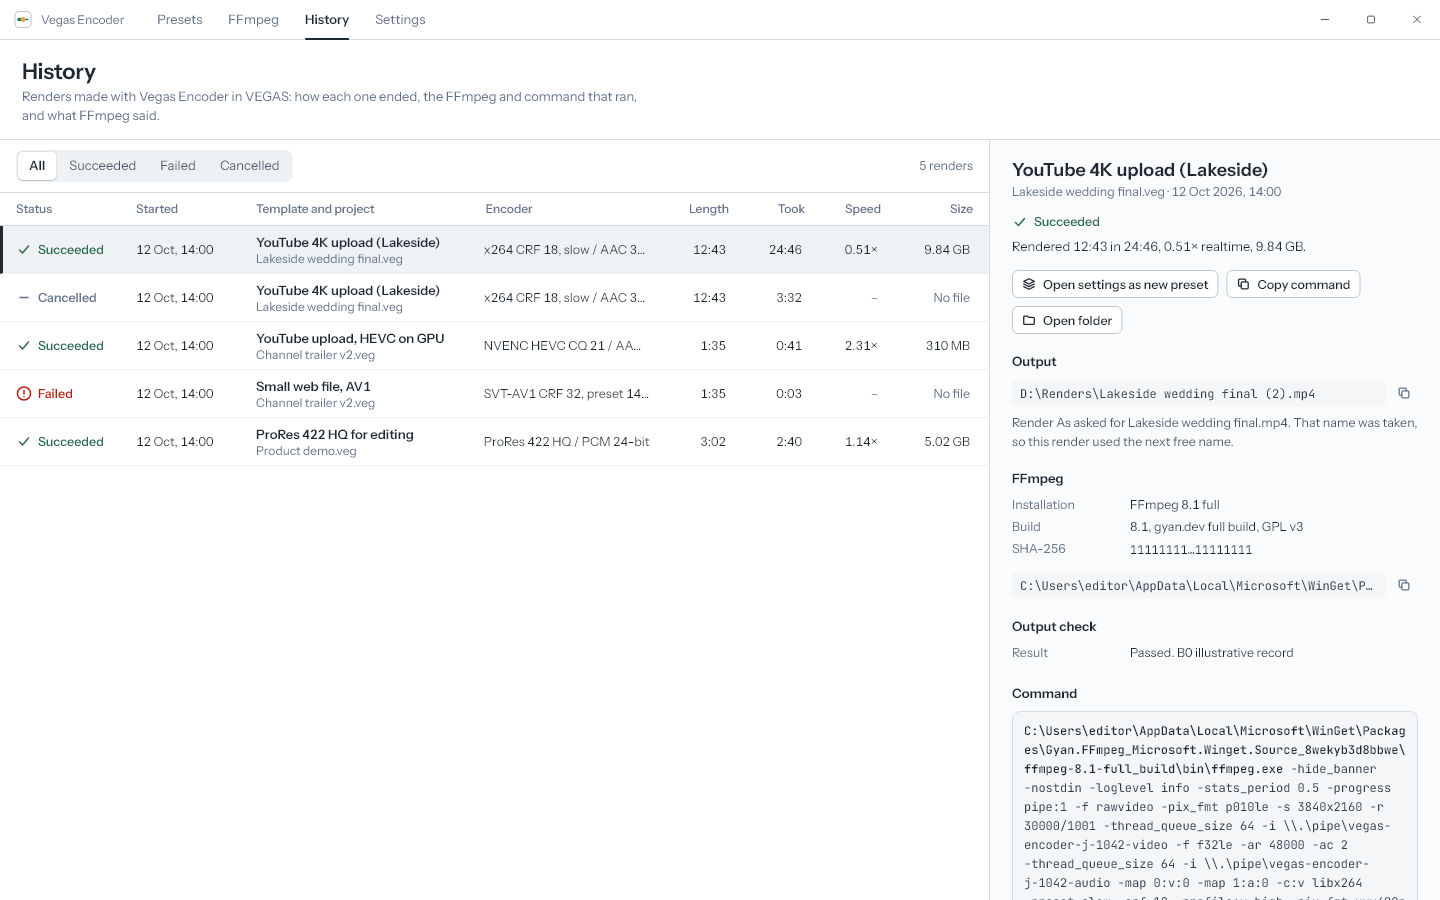 Vegas Encoder Presets FFmpeg History Settings
History
Renders made with Vegas Encoder in VEGAS: how each one ended, the FFmpeg and command that ran,
and what FFmpeg said.
All Succeeded Failed Cancelled 5 renders
Status Started Template and project Encoder Length Took Speed Size
Succeeded 12 Oct, 14:00 YouTube 4K upload (Lakeside) x264 CRF 18, slow / AAC 3... 12:43 24:46 0.51× 9.84 GB
Lakeside wedding final.veg
Cancelled 12 Oct, 14:00 YouTube 4K upload (Lakeside) x264 CRF 18, slow / AAC 3... 12:43 3:32 – No file
Lakeside wedding final.veg
Succeeded 12 Oct, 14:00 YouTube upload, HEVC on GPU NVENC HEVC CQ 21 / AA... 1:35 0:41 2.31× 310 MB
Channel trailer v2.veg
Failed 12 Oct, 14:00 Small web file, AV1 SVT-AV1 CRF 32, preset 14... 1:35 0:03 – No file
Channel trailer v2.veg
Succeeded 12 Oct, 14:00 ProRes 422 HQ for editing ProRes 422 HQ / PCM 24-bit 3:02 2:40 1.14× 5.02 GB
Product demo.veg
YouTube 4K upload (Lakeside)
Lakeside wedding final.veg · 12 Oct 2026, 14:00
Succeeded
Rendered 12:43 in 24:46, 0.51× realtime, 9.84 GB.
Open settings as new preset Copy command
Open folder
Output
D:\Renders\Lakeside wedding final (2).mp4
Render As asked for Lakeside wedding final.mp4. That name was taken,
so this render used the next free name.
FFmpeg
Installation FFmpeg 8.1 full
Build 8.1, gyan.dev full build, GPL v3
SHA-256 11111111…11111111
C:\Users\editor\AppData\Local\Microsoft\WinGet\P…
Output check
Result Passed. B0 illustrative record
Command
C:\Users\editor\AppData\Local\Microsoft\WinGet\Packag
es\Gyan.FFmpeg_Microsoft.Winget.Source_8wekyb3d8bbwe\
ffmpeg-8.1-full_build\bin\ffmpeg.exe -hide_banner
-nostdin -loglevel info -stats_period 0.5 -progress
pipe:1 -f rawvideo -pix_fmt p010le -s 3840x2160 -r
30000/1001 -thread_queue_size 64 -i \\.\pipe\vegas-
encoder-j-1042-video -f f32le -ar 48000 -ac 2
-thread_queue_size 64 -i \\.\pipe\vegas-encoder-
j-1042-audio -map 0:v:0 -map 1:a:0 -c:v libx264